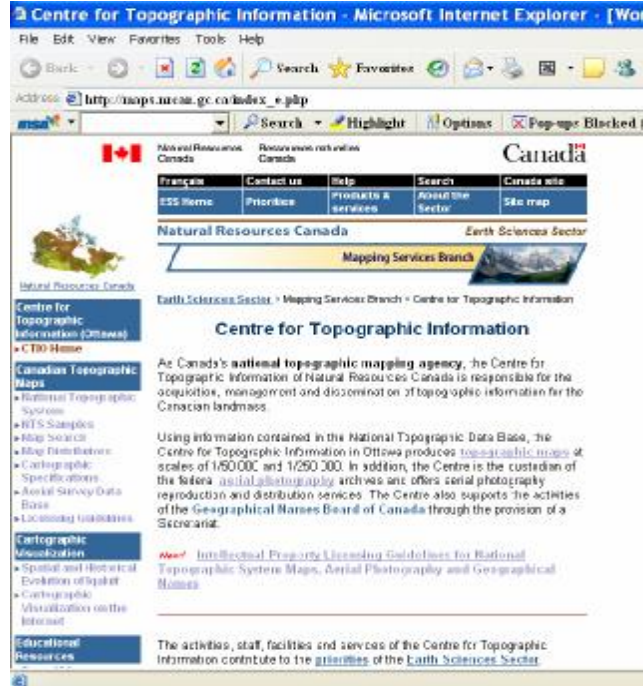 Centre for Topographic Information - Microsoft Internet Explorer - [Wo
File Edit View Favorites Tools Help
Back Search Favorites
Address http://maps.nrcan.gc.ca/index_e.php
msn Search Highlight Options Pop-ups Blocked
Natural Resources Canada
Ressources naturelles Canada
Canada
Français Contact us Help Search Canada site
ESS Home Priorities Products & services About the Sector Site map
Natural Resources Canada
Earth Sciences Sector
Mapping Services Branch
Natural Resources Canada
Earth Sciences Sector > Mapping Services Branch > Centre for Topographic Information
Centre for
Topographic
Information (Ottawa)
CTIO Home
Canadian Topographic
Maps
National Topographic
System
NTS Samples
Map Search
Map Distributors
Cartographic
Specifications
Aerial Survey Data
Base
Licensing Guidelines
Cartographic
Visualization
Spatial and Historical
Evolution of Iqaluit
Cartographic
Visualization on the
Internet
Educational
Resources
Centre for Topographic Information
As Canada's national topographic mapping agency, the Centre for
Topographic Information of Natural Resources Canada is responsible for the
acquisition, management and dissemination of topographic information for the
Canadian landmass.
Using information contained in the National Topographic Data Base, the
Centre for Topographic Information in Ottawa produces topographic maps at
scales of 1/50 000 and 1/250 000. In addition, the Centre is the custodian of
the federal aerial photography archives and offers aerial photography
reproduction and distribution services. The Centre also supports the activities
of the Geographical Names Board of Canada through the provision of a
Secretariat.
New! Intellectual Property Licensing Guidelines for National
Topographic System Maps, Aerial Photography and Geographical
Names
The activities, staff, facilities and services of the Centre for Topographic
Information contribute to the priorities of the Earth Sciences Sector.